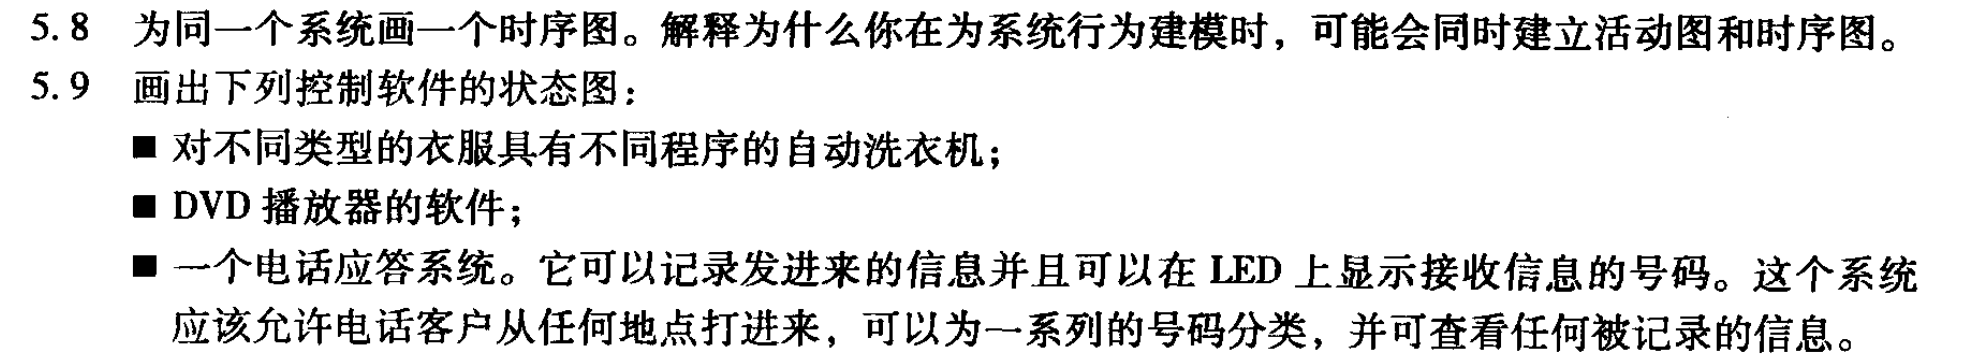 5.8 为同一个系统画一个时序图。解释为什么你在为系统行为建模时，可能会同时建立活动图和时序图。
5.9 画出下列控制软件的状态图：
■ 对不同类型的衣服具有不同程序的自动洗衣机；
■ DVD 播放器的软件；
■ 一个电话应答系统。它可以记录发进来的信息并且可以在 LED 上显示接收信息的号码。这个系统
应该允许电话客户从任何地点打进来，可以为一系列的号码分类，并可查看任何被记录的信息。